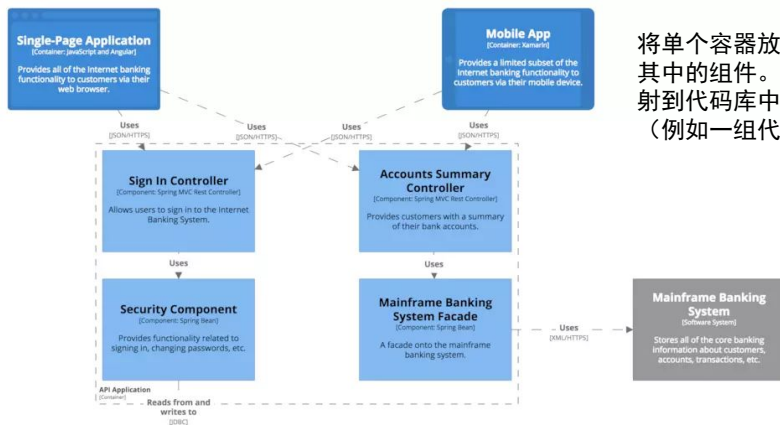 Single-Page Application
[Container: JavaScript and Angular]
Provides all of the Internet banking
functionality to customers via their
web browser.
Mobile App
[Container: Xamarin]
Provides a limited subset of the
Internet banking functionality to
customers via their mobile device.
将单个容器放
其中的组件。
射到代码库中
（例如一组代
Uses
[JSON/HTTPS]
Uses
[JSON/HTTPS]
Uses
[JSON/HTTPS]
Uses
[JSON/HTTPS]
Sign In Controller
[Component: Spring MVC Rest Controller]
Allows users to sign in to the Internet
Banking System.
Accounts Summary
Controller
[Component: Spring MVC Rest Controller]
Provides customers with a summary
of their bank accounts.
Uses
Uses
Security Component
[Component: Spring Bean]
Provides functionality related to
signing in, changing passwords, etc.
Mainframe Banking
System Facade
[Component: Spring Bean]
A facade onto the mainframe
banking system.
Uses
[XML/HTTPS]
Mainframe Banking
System
[Software System]
Stores all of the core banking
information about customers,
accounts, transactions, etc.
API Application
[Container]
Reads from and
writes to
[JDBC]